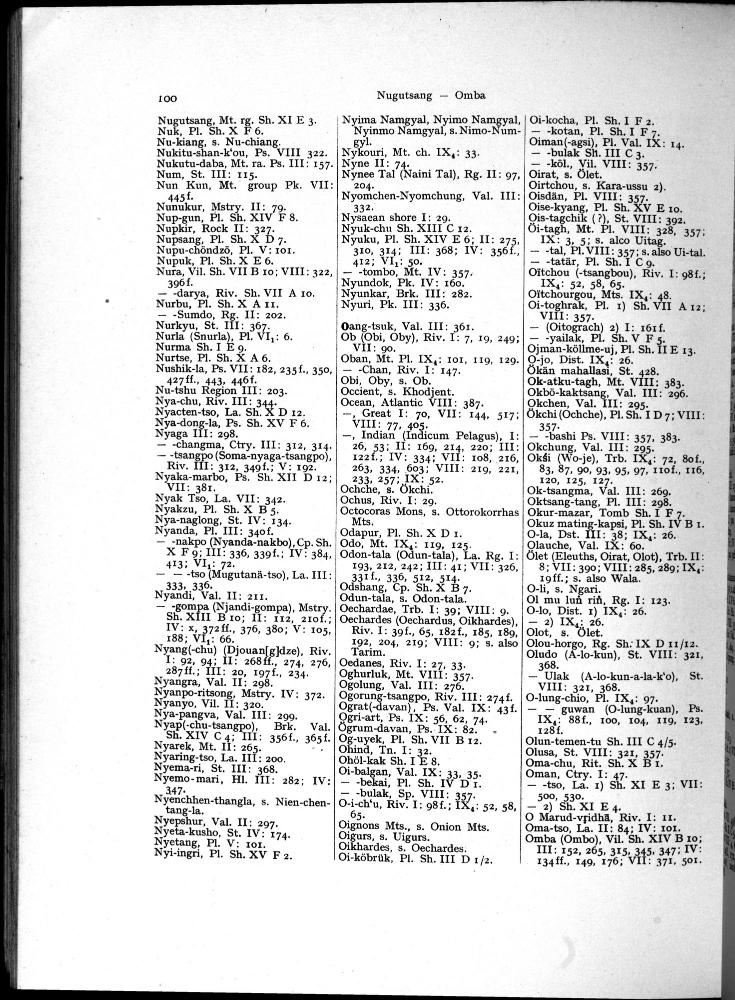 100
Nugutsang — Omba
Nugutsang, Mt. rg. Sh. XI E 3.
Nuk, Pl. Sh. X F 6.
Nu-kiang, s. Nu-chiang.
Nukitu-shan-k'ou, Ps. VIII 322.
Nukutu-daba, Mt. ra. Ps. III: 157.
Num, St. III: 115.
Nun Kun, Mt. group Pk. VII:
445f.
Nunukur, Mstry. II: 79.
Nup-gun, Pl. Sh. XIV F 8.
Nupkir, Rock II: 327.
Nupsang, Pl. Sh. X D 7.
Nupu-chöndzö, Pl. V: 101.
Nupuk, Pl. Sh. X E 6.
Nura, Vil. Sh. VII B 10; VIII: 322,
396f.
— -darya, Riv. Sh. VII A 10.
Nurbu, Pl. Sh. X A 11.
— -Sumdo, Rg. II: 202.
Nurkyu, St. III: 367.
Nurla (Snurla), Pl. VI₁: 6.
Nurma Sh. I E 9.
Nurtse, Pl. Sh. X A 6.
Nushik-la, Ps. VII: 182, 235f., 350,
427ff., 443, 446f.
Nu-tshu Region III: 203.
Nya-chu, Riv. III: 344.
Nyacten-tso, La. Sh. X D 12.
Nya-dong-la, Ps. Sh. XV F 6.
Nyaga III: 298.
— -changma, Ctry. III: 312, 314.
— -tsangpo (Soma-nyaga-tsangpo),
Riv. III: 312, 349f.; V: 192.
Nyaka-marbo, Ps. Sh. XII D 12;
VII: 381.
Nyak Tso, La. VII: 342.
Nyakzu, Pl. Sh. X B 5.
Nya-naglong, St. IV: 134.
Nyanda, Pl. III: 340f.
— -nakpo (Nyanda-nakbo), Cp. Sh.
X F 9; III: 336, 339f.; IV: 384,
413; VI₁: 72.
— — -tso (Mugutanä-tso), La. III:
333, 336.
Nyandi, Val. II: 211.
— -gompa (Njandi-gompa), Mstry.
Sh. XIII B 10; II: 112, 210f.;
IV: x, 372ff., 376, 380; V: 105,
188; VI₁: 66.
Nyang(-chu) (Djouan[g]dze), Riv.
I: 92, 94; II: 268ff., 274, 276,
287ff.; III: 20, 197f., 234.
Nyangra, Val. II: 298.
Nyanpo-ritsong, Mstry. IV: 372.
Nyanyo, Vil. II: 320.
Nya-pangva, Val. III: 299.
Nyap(-chu-tsangpo), Brk. Val.
Sh. XIV C 4; III: 356f., 365f.
Nyarek, Mt. II: 265.
Nyaring-tso, La. III: 200.
Nyema-ri, St. III: 368.
Nyemo-mari, Hl. III: 282; IV:
347.
Nyenchhen-thangla, s. Nien-chen-
tang-la.
Nyepshur, Val. II: 297.
Nyeta-kusho, St. IV: 174.
Nyetang, Pl. V: 101.
Nyi-ingri, Pl. Sh. XV F 2.
Nyima Namgyal, Nyimo Namgyal,
Nyinmo Namgyal, s. Nimo-Num-
gyl.
Nykouri, Mt. ch. IX₄: 33.
Nyne II: 74.
Nynee Tal (Naini Tal), Rg. II: 97,
204.
Nyomchen-Nyomchung, Val. III:
332.
Nysaean shore I: 29.
Nyuk-chu Sh. XIII C 12.
Nyuku, Pl. Sh. XIV E 6; II: 275,
310, 314; III: 368; IV: 356f.,
412; VI₁: 50.
— -tombo, Mt. IV: 357.
Nyundok, Pk. IV: 160.
Nyunkar, Brk. III: 282.
Nyuri, Pk. III: 336.
Oang-tsuk, Val. III: 361.
Ob (Obi, Oby), Riv. I: 7, 19, 249;
VII: 90.
Oban, Mt. Pl. IX₄: 101, 119, 129.
— -Chan, Riv. I: 147.
Obi, Oby, s. Ob.
Occient, s. Khodjent.
Ocean, Atlantic VIII: 387.
—, Great I: 70, VII: 144, 517;
VIII: 77, 405.
—, Indian (Indicum Pelagus), I:
26, 53; II: 169, 214, 220; III:
122f.; IV: 334; VII: 108, 216,
263, 334, 603; VIII: 219, 221,
233, 257; IX: 52.
Ochche, s. Ökchi.
Ochus, Riv. I: 29.
Octocoras Mons, s. Ottorokorrhas
Mts.
Odapur, Pl. Sh. X D 1.
Odo, Mt. IX₄: 119, 125.
Odon-tala (Odun-tala), La. Rg. I:
193, 212, 242; III: 41; VII: 326,
331f., 336, 512, 514.
Odshang, Cp. Sh. X B 7.
Odun-tala, s. Odon-tala.
Oechardae, Trb. I: 39; VIII: 9.
Oechardes (Oechardus, Oikhardes),
Riv. I: 39f., 65, 182f., 185, 189,
192, 204, 219; VIII: 9; s. also
Tarim.
Oedanes, Riv. I: 27, 33.
Oghurluk, Mt. VIII: 357.
Ogolung, Val. III: 276.
Ogorung-tsangpo, Riv. III: 274f.
Ograt(-davan), Ps. Val. IX: 43f.
Ogri-art, Ps. IX: 56, 62, 74.
Ögrum-davan, Ps. IX: 82.
Og-uyek, Pl. Sh. VII B 12.
Ohind, Tn. I: 32.
Ohöl-kak Sh. I E 8.
Oi-balgan, Val. IX: 33, 35.
— -bekai, Pl. Sh. IV D 1.
— -bulak, Sp. VIII: 357.
O-i-ch'u, Riv. I: 98f.; IX₄: 52, 58,
65.
Oignons Mts., s. Onion Mts.
Oigurs, s. Uigurs.
Oikhardes, s. Oechardes.
Oi-köbrük, Pl. Sh. III D 1/2.
Oi-kocha, Pl. Sh. I F 2.
— -kotan, Pl. Sh. I F 7.
Oiman(-agsi), Pl. Val. IX: 14.
— -bulak Sh. III C 3.
— -köl, Vil. VIII: 357.
Oirat, s. Ölet.
Oirtchou, s. Kara-ussu 2).
Oisdän, Pl. VIII: 357.
Oise-kyang, Pl. Sh. XV E 10.
Ois-tagchik (?), St. VIII: 392.
Öi-tagh, Mt. Pl. VIII: 328, 357;
IX: 3, 5; s. alco Uitag.
— -tal, Pl. VIII: 357; s. also Ui-tal.
— -tatär, Pl. Sh. I C 9.
Oïtchou (-tsangbou), Riv. I: 98f.;
IX₄: 52, 58, 65.
Oïtchourgou, Mts. IX₄: 48.
Oi-toghrak, Pl. 1) Sh. VII A 12;
VIII: 357.
— (Oitograch) 2) I: 161f.
— -yailak, Pl. Sh. V F 5.
Ojman-köllme-uj, Pl. Sh. II E 13.
O-jo, Dist. IX₄: 26.
Ökän mahallasi, St. 428.
Ok-atku-tagh, Mt. VIII; 383.
Okbö-kaktsang, Val. III: 296.
Okchen, Val. III: 295.
Ökchi (Ochche), Pl. Sh. I D 7; VIII:
357.
— -bashi Ps. VIII: 357, 383.
Okchung, Val. III: 295.
Okśi (Wo-je), Trb. IX₄: 72, 80f.,
83, 87, 90, 93, 95, 97, 110f., 116,
120, 125, 127.
Ok-tsangma, Val. III: 269.
Oktsang-tang, Pl. III: 298.
Okur-mazar, Tomb Sh. I F 7.
Okuz mating-kapsi, Pl. Sh. IV B 1.
O-la, Dst. III: 38; IX₄: 26.
Olauche, Val. IX: 60.
Ölet (Eleuths, Oirat, Olot), Trb. II:
8; VII: 390; VIII: 285, 289; IX₄:
19ff.; s. also Wala.
O-li, s. Ngari.
Ol mu luṅ riṅ, Rg. I: 123.
O-lo, Dist. 1) IX₄: 26.
— 2) IX₄: 26.
Olot, s. Ölet.
Olou-horgo, Rg. Sh. IX D 11/12.
Oludo (A-lo-kun), St. VIII: 321,
368.
— Ulak (A-lo-kun-a-la-k'o), St.
VIII: 321, 368.
O-lung-chio, Pl. IX₄: 97.
— — guwan (O-lung-kuan), Ps.
IX₄: 88f., 100, 104, 119, 123,
128f.
Olun-temen-tu Sh. III C 4/5.
Olusa, St. VIII: 321, 357.
Oma-chu, Rit. Sh. X B 1.
Oman, Ctry. I: 47.
— -tso, La. 1) Sh. XI E 3; VII:
500, 530.
— 2) Sh. XI E 4.
O Marud-vṛidhā, Riv. I: 11.
Oma-tso, La. II: 84; IV: 101.
Omba (Ombo), Vil. Sh. XIV B 10;
III: 152, 265, 315, 345, 347; IV:
134ff., 149, 176; VII: 371, 501.